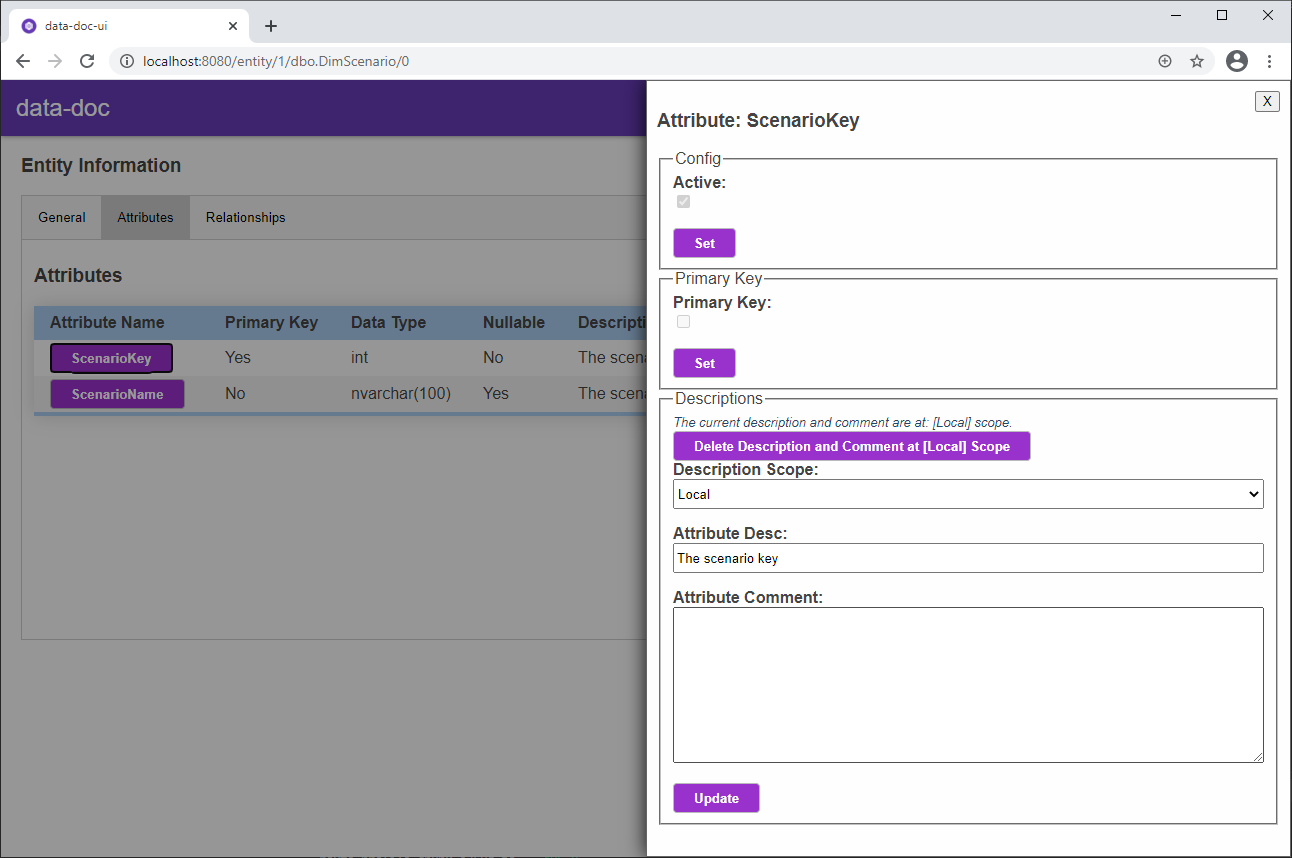 data-doc-ui
localhost:8080/entity/1/dbo.DimScenario/0
data-doc
Entity Information
General Attributes Relationships
Attributes
Attribute Name Primary Key Data Type Nullable
ScenarioKey Yes int No The
ScenarioName No nvarchar(100) Yes The
X
Attribute: ScenarioKey
Config
Active:
Set
Primary Key
Primary Key:
Set
Descriptions
The current description and comment are at: [Local] scope.
Delete Description and Comment at [Local] Scope
Description Scope:
Local
Attribute Desc:
The scenario key
Attribute Comment:
Update